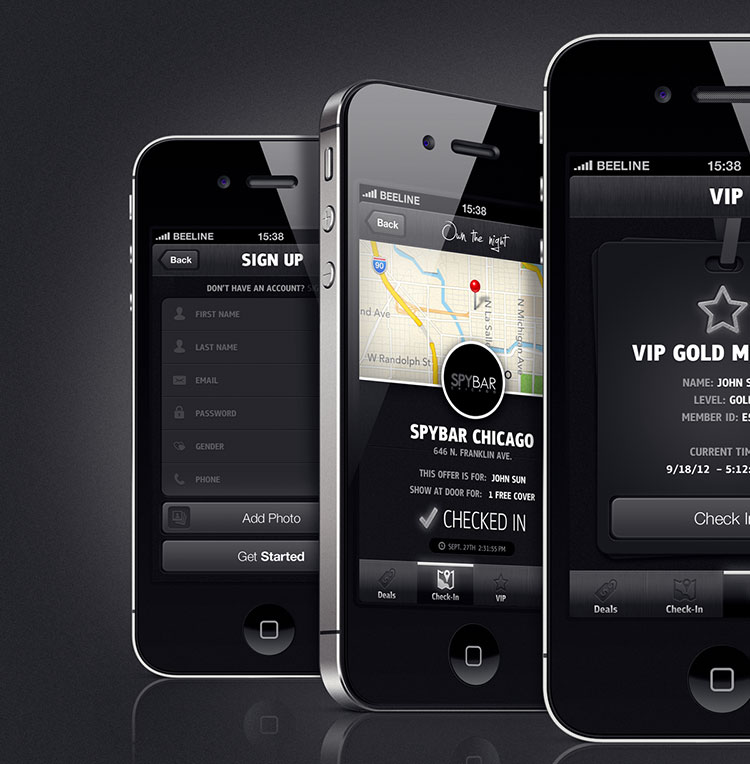 BEELINE 15:38
Back SIGN UP
DON'T HAVE AN ACCOUNT?
FIRST NAME
LAST NAME
EMAIL
PASSWORD
GENDER
PHONE
Add Photo
Get Started
BEELINE 15:38
Back Own the night
90
nd Ave
N La Salle
N Michigan Ave
W Randolph St
SPYBAR
CHICAGO
SPYBAR CHICAGO
646 N. FRANKLIN AVE.
THIS OFFER IS FOR: JOHN SUN
SHOW AT DOOR FOR: 1 FREE COVER
CHECKED IN
SEPT. 27TH 2:31:55 PM
Deals Check-In VIP
BEELINE 15:38
VIP
VIP GOLD M
NAME: JOHN S
LEVEL: GOL
MEMBER ID: E
CURRENT TIM
9/18/12 - 5:12:
Check I
Deals Check-In